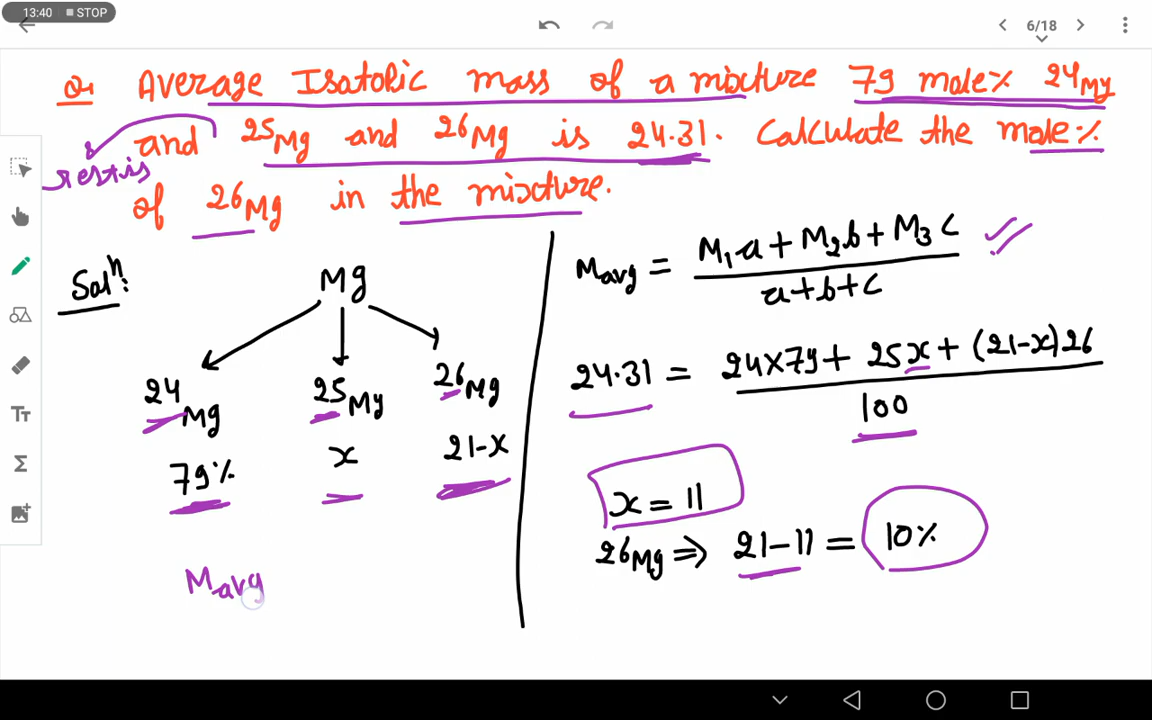 13:40 STOP
6/18
Q. Average Isotopic mass of a mixture 79 mole% 24Mg
and 25Mg and 26Mg is 24.31. Calculate the mole%
rest is
of 26Mg in the mixture.
Solⁿ:
Mg
24Mg 25Mg 26Mg
79% x 21-x
Mavg
Mavg = M₁a + M₂b + M₃c / a+b+c
24.31 = 24×79 + 25x + (21-x)26 / 100
x = 11
26Mg ⇒ 21-11 = 10%
TT
Σ